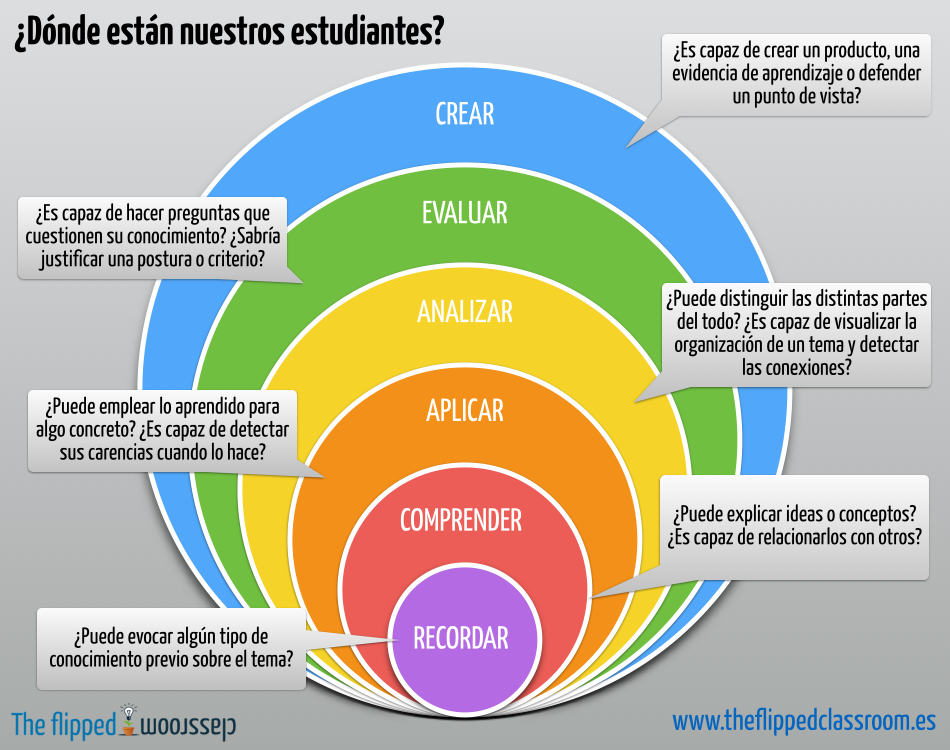 ¿Dónde están nuestros estudiantes?
¿Es capaz de crear un producto, una
evidencia de aprendizaje o defender
un punto de vista?
CREAR
EVALUAR
¿Es capaz de hacer preguntas que
cuestionen su conocimiento? ¿Sabría
justificar una postura o criterio?
ANALIZAR
¿Puede distinguir las distintas partes
del todo? ¿Es capaz de visualizar la
organización de un tema y detectar
las conexiones?
APLICAR
¿Puede emplear lo aprendido para
algo concreto? ¿Es capaz de detectar
sus carencias cuando lo hace?
COMPRENDER
¿Puede explicar ideas o conceptos?
¿Es capaz de relacionarlos con otros?
RECORDAR
¿Puede evocar algún tipo de
conocimiento previo sobre el tema?
The flipped classroom
www.theflippedclassroom.es